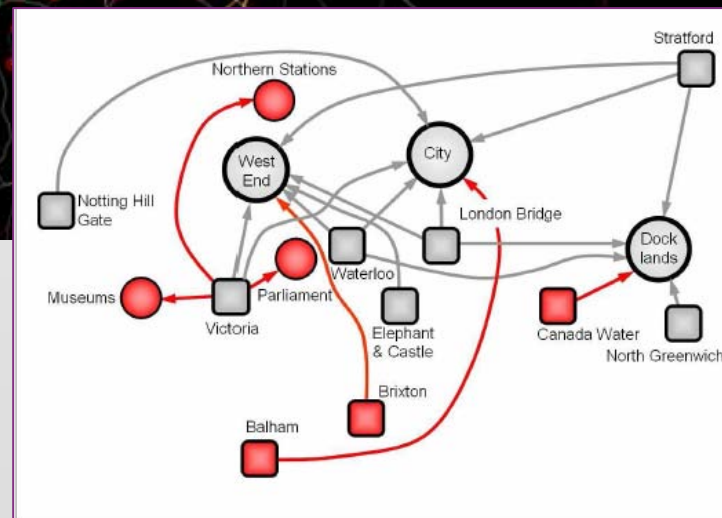 Stratford
Northern Stations
West
End
City
Notting Hill
Gate
London Bridge
Dock
lands
Waterloo
Museums
Parliament
Victoria
Elephant
& Castle
Canada Water
North Greenwich
Brixton
Balham